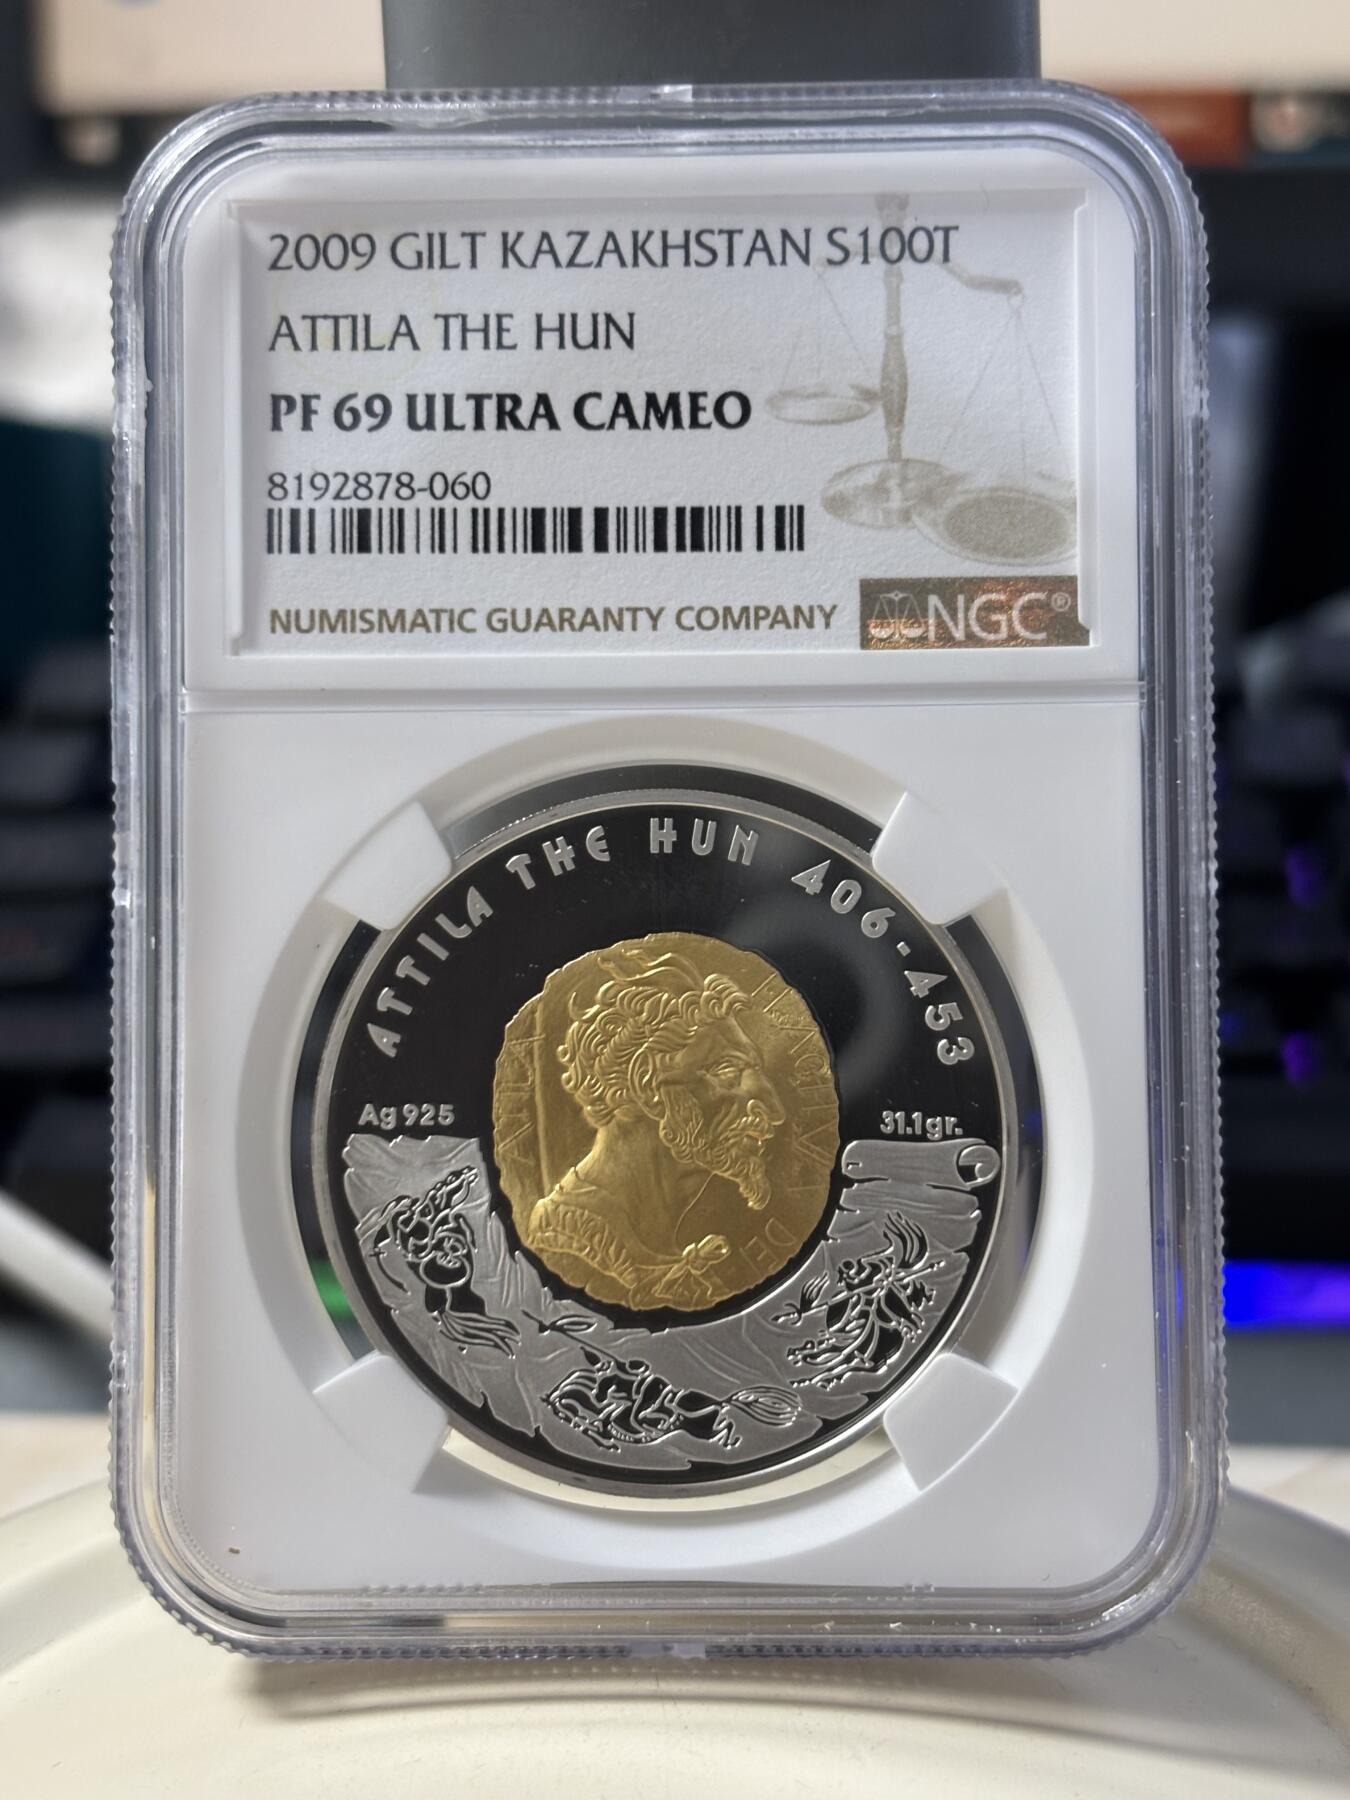 2009 GILT KAZAKHSTAN S100T
ATTILA THE HUN
PF 69 ULTRA CAMEO
8192878-060
NUMISMATIC GUARANTY COMPANY
NGC®
ATTILA THE HUN 406-453
Ag 925
31.1gr.